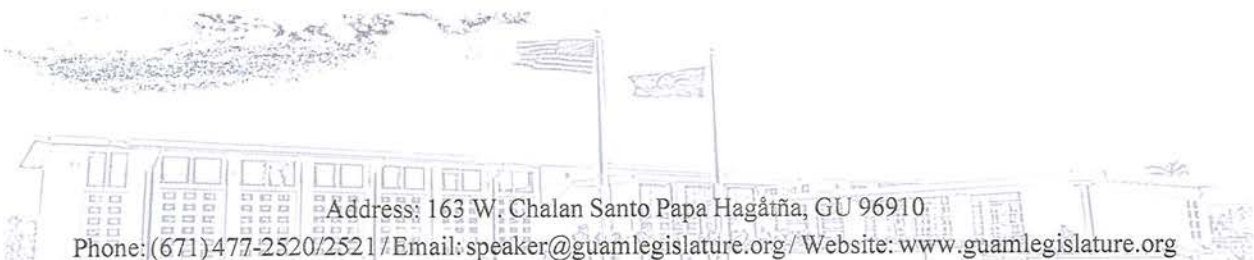 Address: 163 W. Chalan Santo Papa Hagåtña, GU 96910
Phone: (671)477-2520/2521 / Email: speaker@guamlegislature.org / Website: www.guamlegislature.org